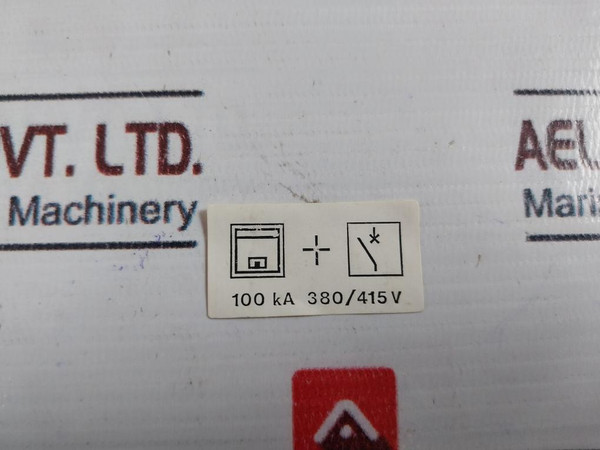 VT. LTD.
Machinery
AEL
Mari
100 kA 380/415 V